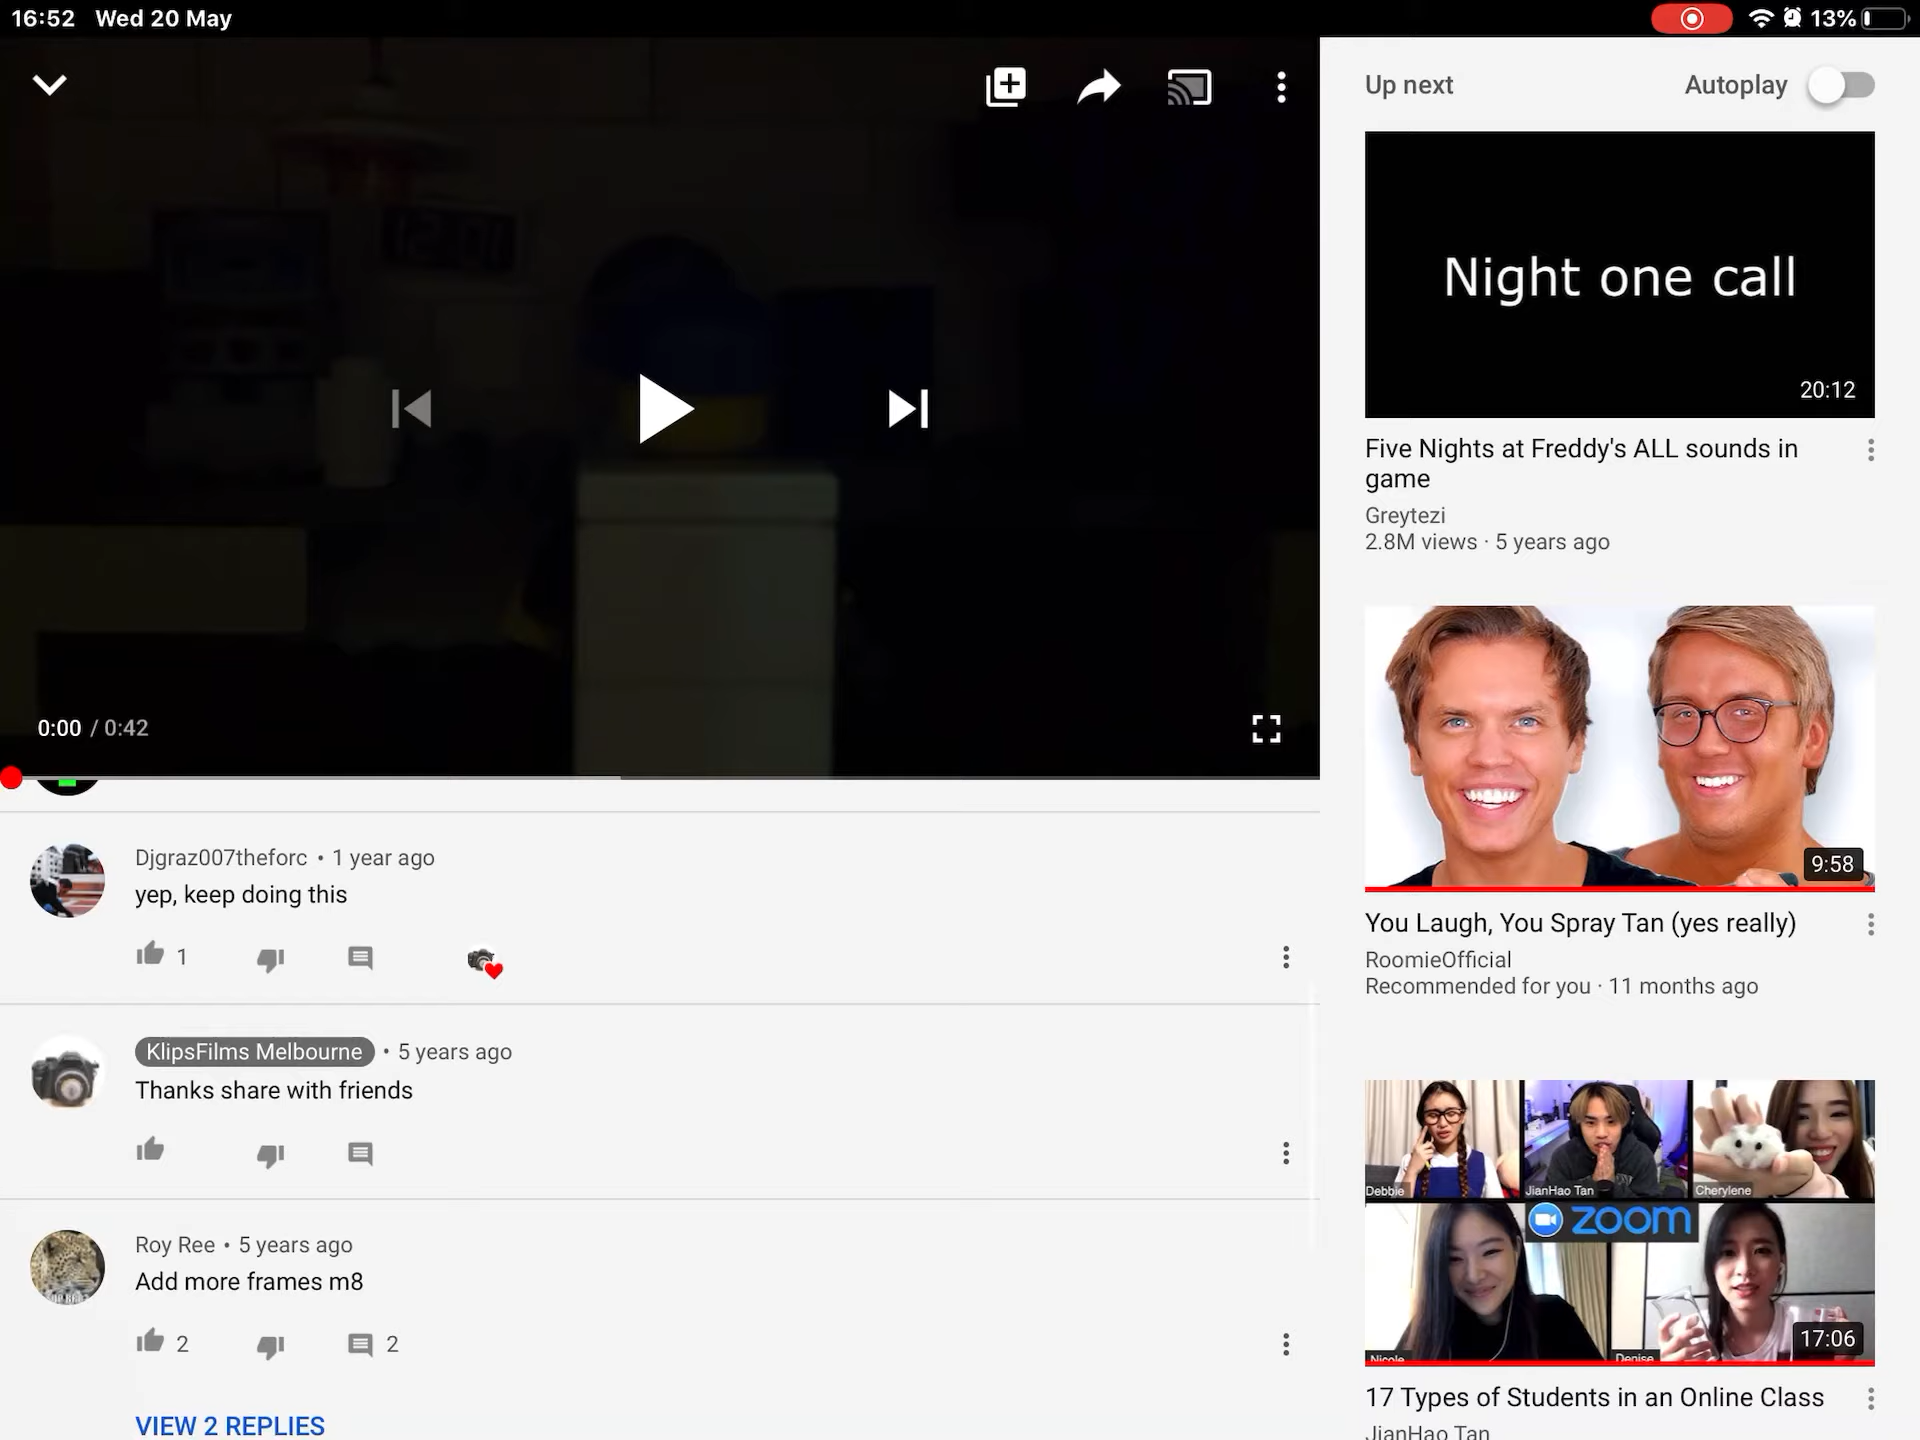 16:52 Wed 20 May
13%
Up next
Autoplay
Night one call
20:12
Five Nights at Freddy's ALL sounds in
game
Greytezi
2.8M views · 5 years ago
9:58
You Laugh, You Spray Tan (yes really)
RoomieOfficial
Recommended for you · 11 months ago
Debbie
JianHao Tan
Cherylene
zoom
Nicole
Denise
17:06
17 Types of Students in an Online Class
JianHao Tan
0:00 / 0:42
Djgraz007theforc • 1 year ago
yep, keep doing this
1
KlipsFilms Melbourne • 5 years ago
Thanks share with friends
Roy Ree • 5 years ago
Add more frames m8
2
2
VIEW 2 REPLIES